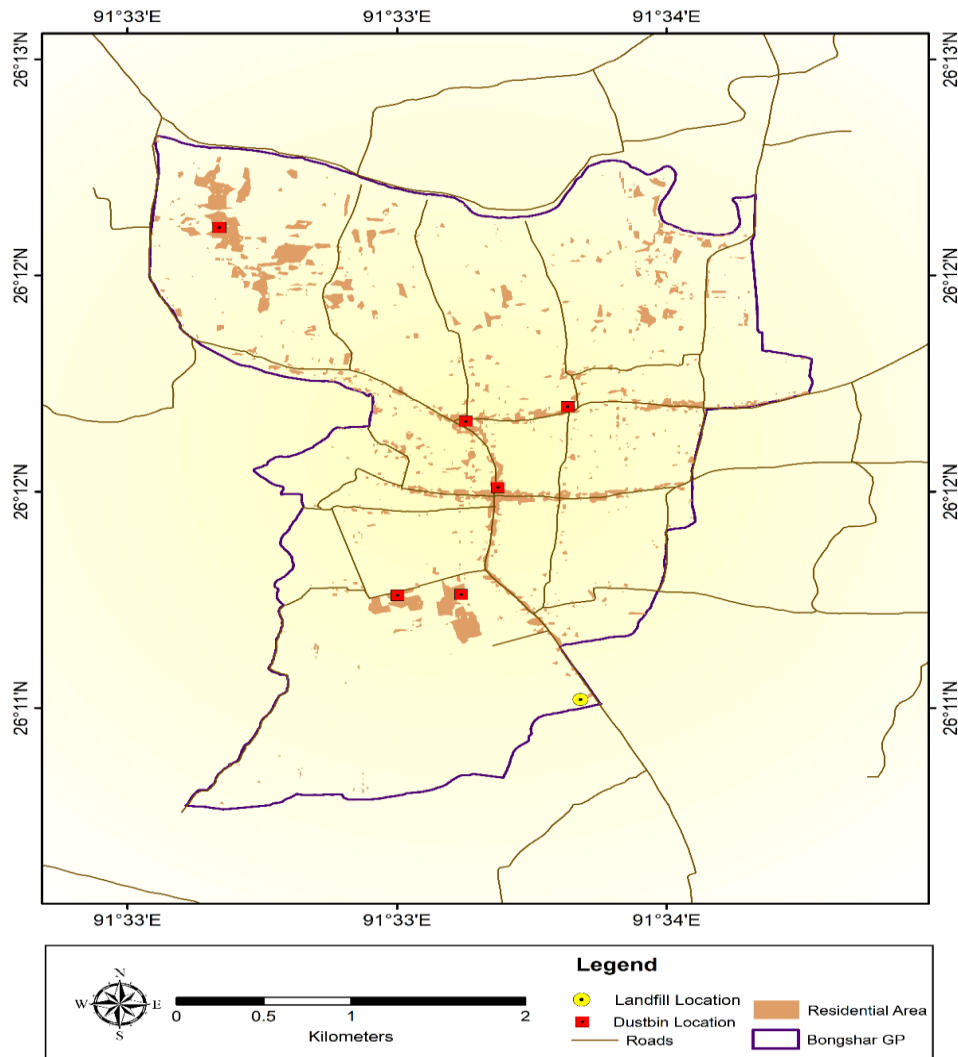 91°33'E 91°33'E 91°34'E
26°13'N 26°13'N
26°12'N 26°12'N
26°12'N 26°12'N
26°11'N 26°11'N
91°33'E 91°33'E 91°34'E
Legend
N
W E
S
0 0.5 1 2
Kilometers
Landfill Location
Dustbin Location
Roads
Residential Area
Bongshar GP